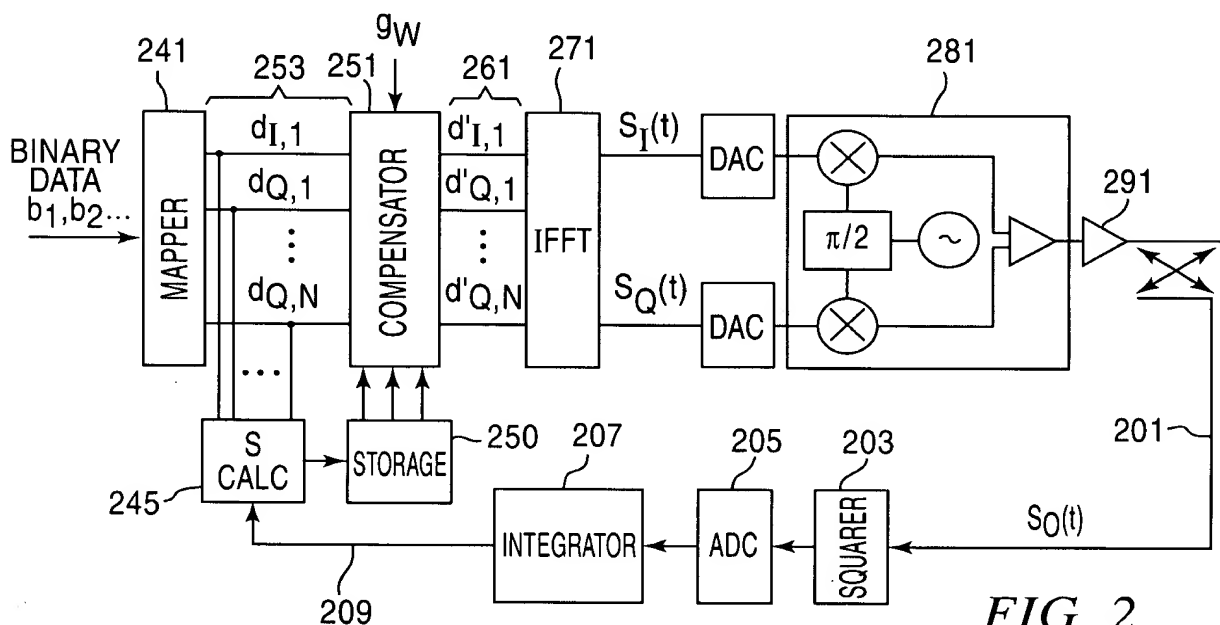 gW
241
253
251
261
271
281
BINARY
DATA
b1,b2...
MAPPER
dI,1
dQ,1
dQ,N
COMPENSATOR
d'I,1
d'Q,1
d'Q,N
IFFT
SI(t)
SQ(t)
DAC
DAC
π/2
~
291
...
S
CALC
245
STORAGE
250
207
INTEGRATOR
205
ADC
203
SQUARER
SO(t)
201
209
FIG. 2